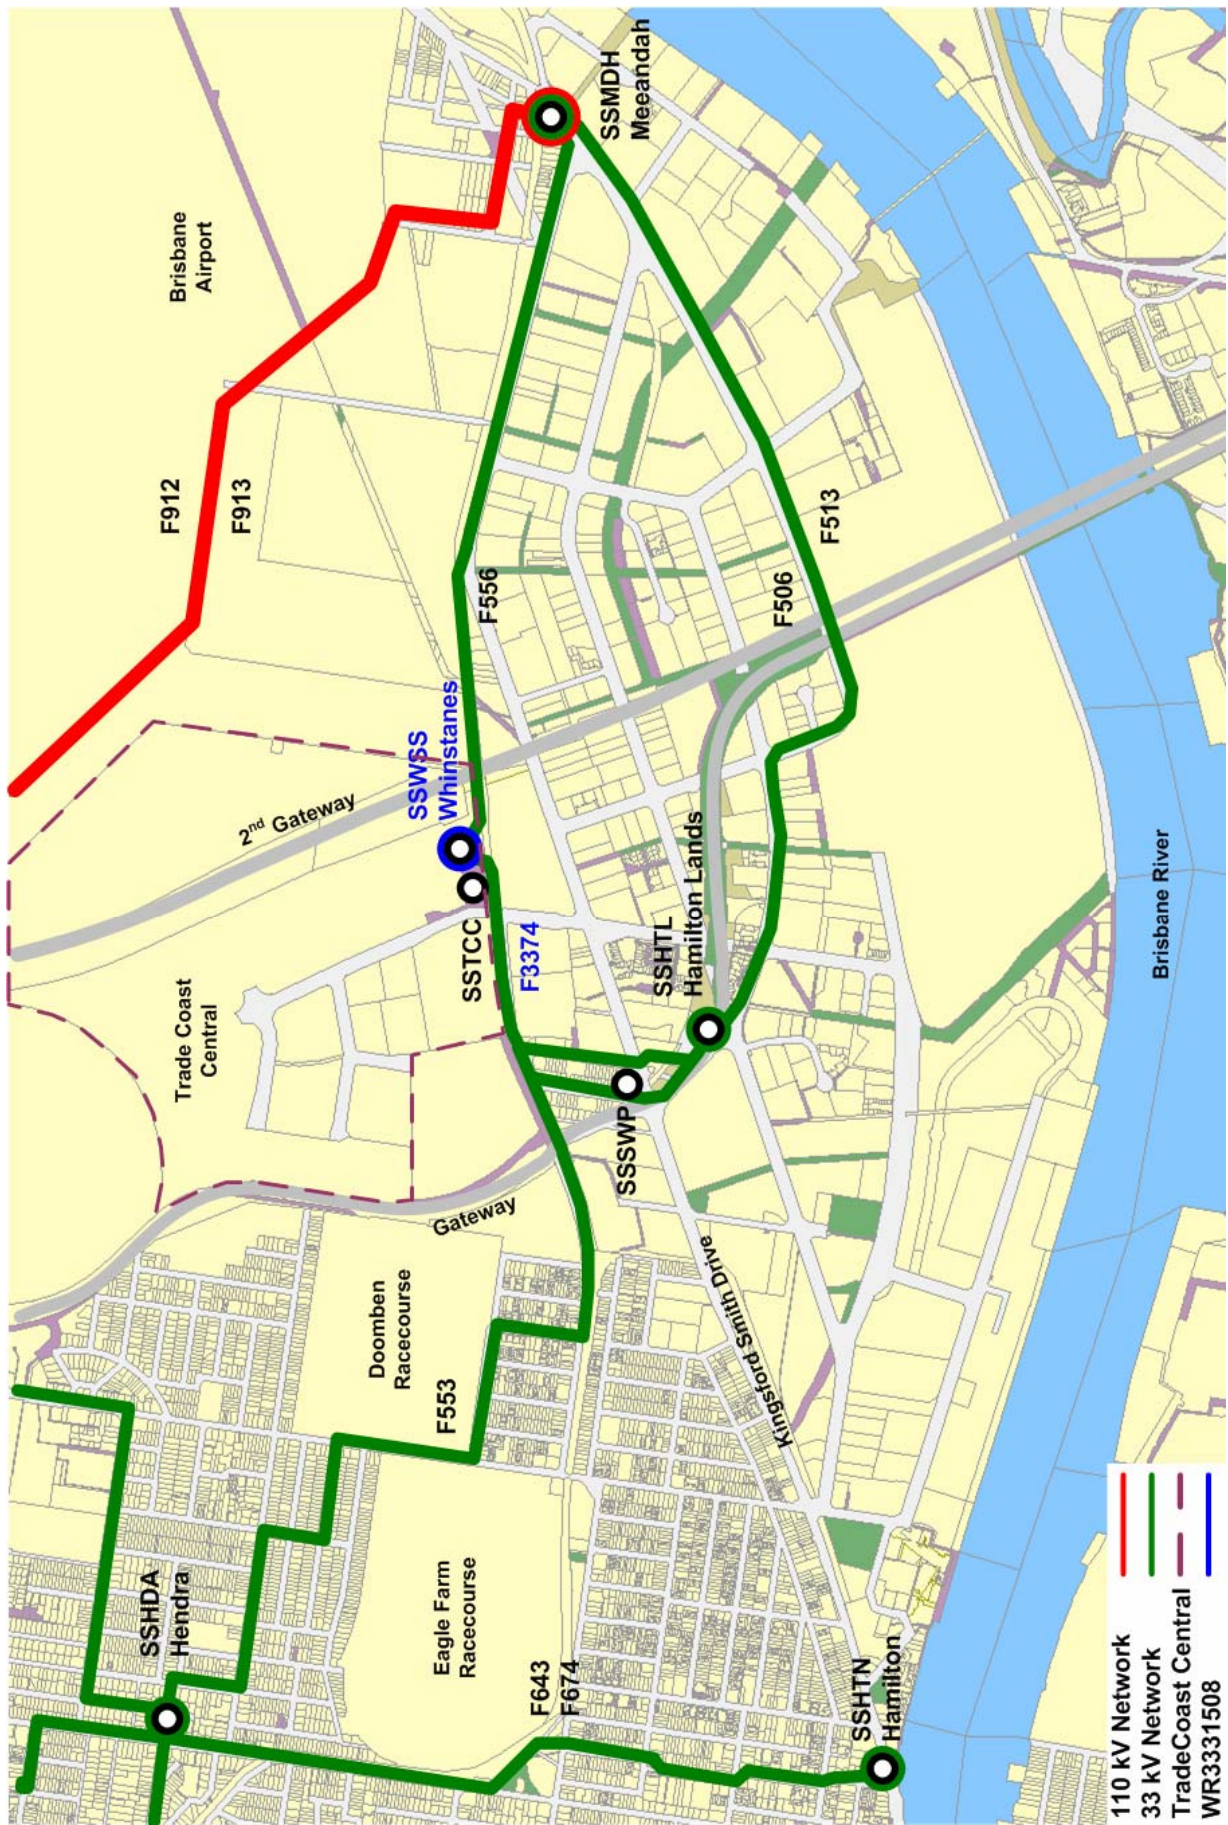 SSHDA
Hendra
Eagle Farm
Racecourse
F643
F674
SSHTN
Hamilton
Doomben
Racecourse
F553
Gateway
Kingsford Smith Drive
Trade Coast
Central
2nd Gateway
SSTCC
F3374
SSSWP
SSWSS
Whinstanes
SSHTL
Hamilton Lands
F556
F506
F513
F912
F913
Brisbane
Airport
SSMDH
Meeandah
Brisbane River
110 kV Network
33 kV Network
TradeCoast Central
WR3331508